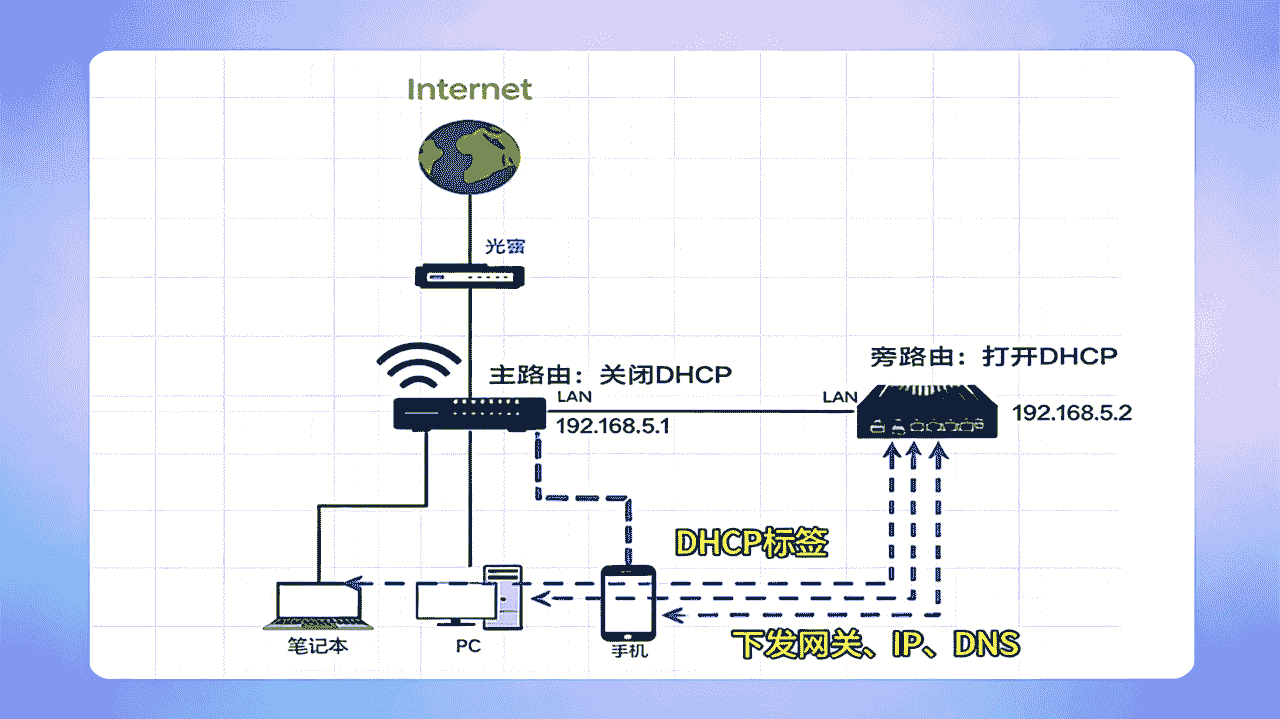 Internet
光窗
主路由：关闭DHCP
LAN
192.168.5.1
LAN
旁路由：打开DHCP
192.168.5.2
DHCP标签
下发网关、IP、DNS
笔记本
PC
手机